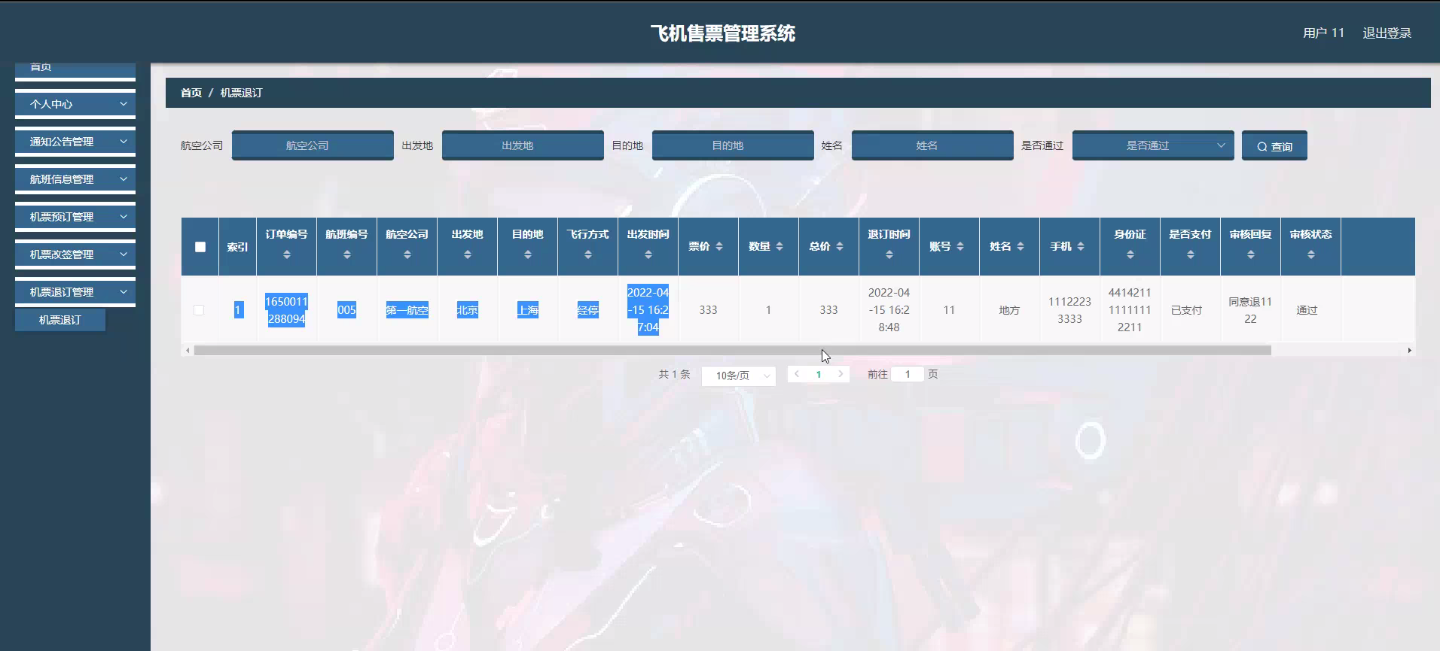 飞机售票管理系统
用户 11 退出登录
首页
个人中心
通知公告管理
航班信息管理
机票预订管理
机票改签管理
机票退订管理
机票退订
首页 / 机票退订
航空公司 航空公司 出发地 出发地 目的地 目的地 姓名 姓名 是否通过 是否通过 查询
索引 订单编号 航班编号 航空公司 出发地 目的地 飞行方式 出发时间 票价 数量 总价 退订时间 账号 姓名 手机 身份证 是否支付 审核回复 审核状态
1 1650011288094 005 第一航空 北京 上海 经停 2022-04-15 16:27:04 333 1 333 2022-04-15 16:28:48 11 地方 11122233333 441421111111112211 已支付 同意退1122 通过
共 1 条 10条/页 1 前往 1 页